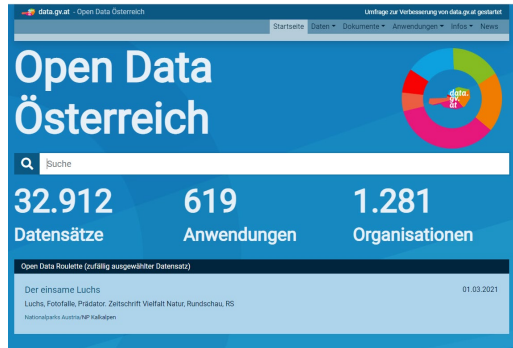 data.gv.at - Open Data Österreich
Umfrage zur Verbesserung von data.gv.at gestartet
Startseite Daten Dokumente Anwendungen Infos News
Open Data
Österreich
data.
gv.
at
Suche
32.912 619 1.281
Datensätze Anwendungen Organisationen
Open Data Roulette (zufällig ausgewählter Datensatz)
Der einsame Luchs 01.03.2021
Luchs, Fotofalle, Prädator. Zeitschrift Vielfalt Natur, Rundschau, RS
Nationalparks Austria/NP Kalkalpen